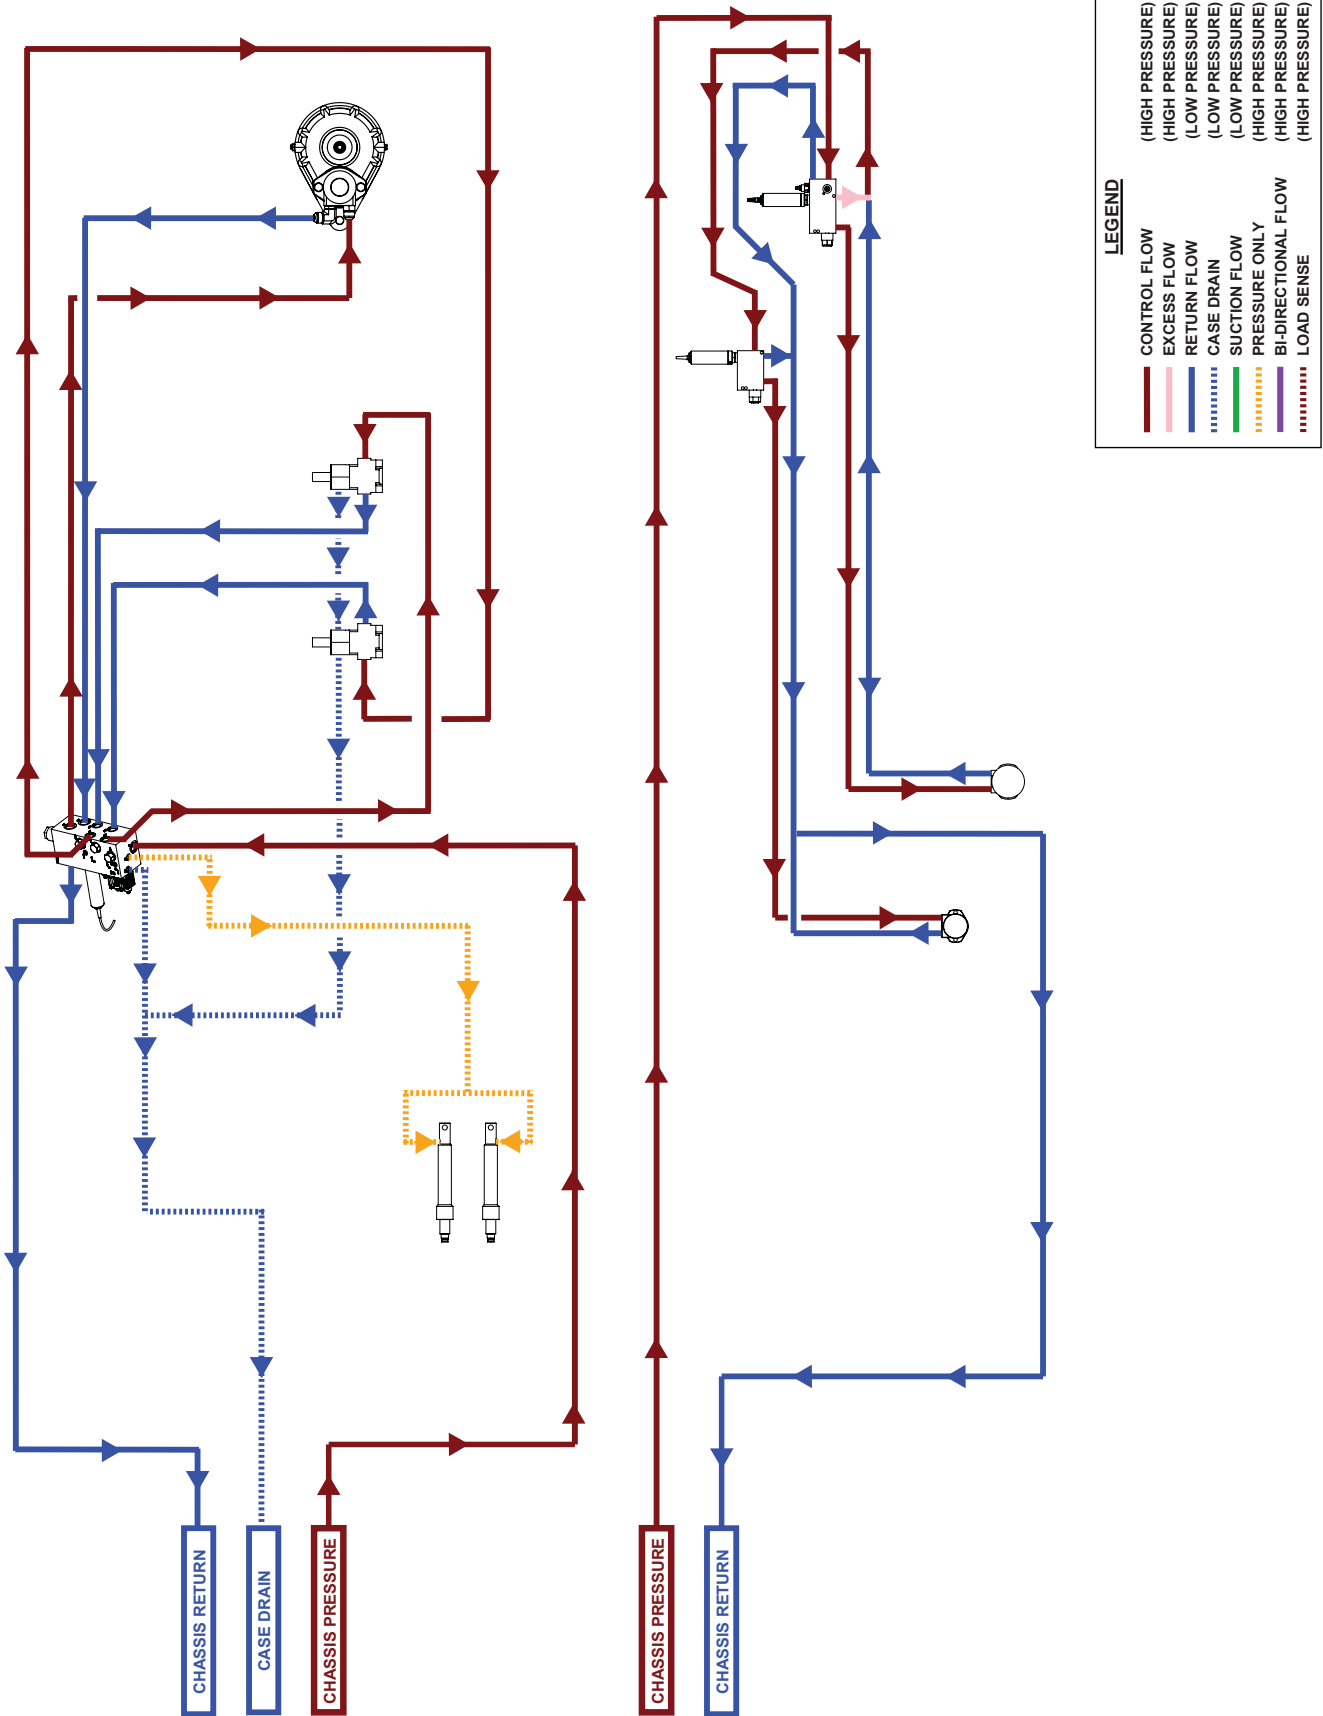 LEGEND
CONTROL FLOW (HIGH PRESSURE)
EXCESS FLOW (HIGH PRESSURE)
RETURN FLOW (LOW PRESSURE)
CASE DRAIN (LOW PRESSURE)
SUCTION FLOW (LOW PRESSURE)
PRESSURE ONLY (HIGH PRESSURE)
BI-DIRECTIONAL FLOW (HIGH PRESSURE)
LOAD SENSE (HIGH PRESSURE)
CHASSIS RETURN
CASE DRAIN
CHASSIS PRESSURE
CHASSIS PRESSURE
CHASSIS RETURN